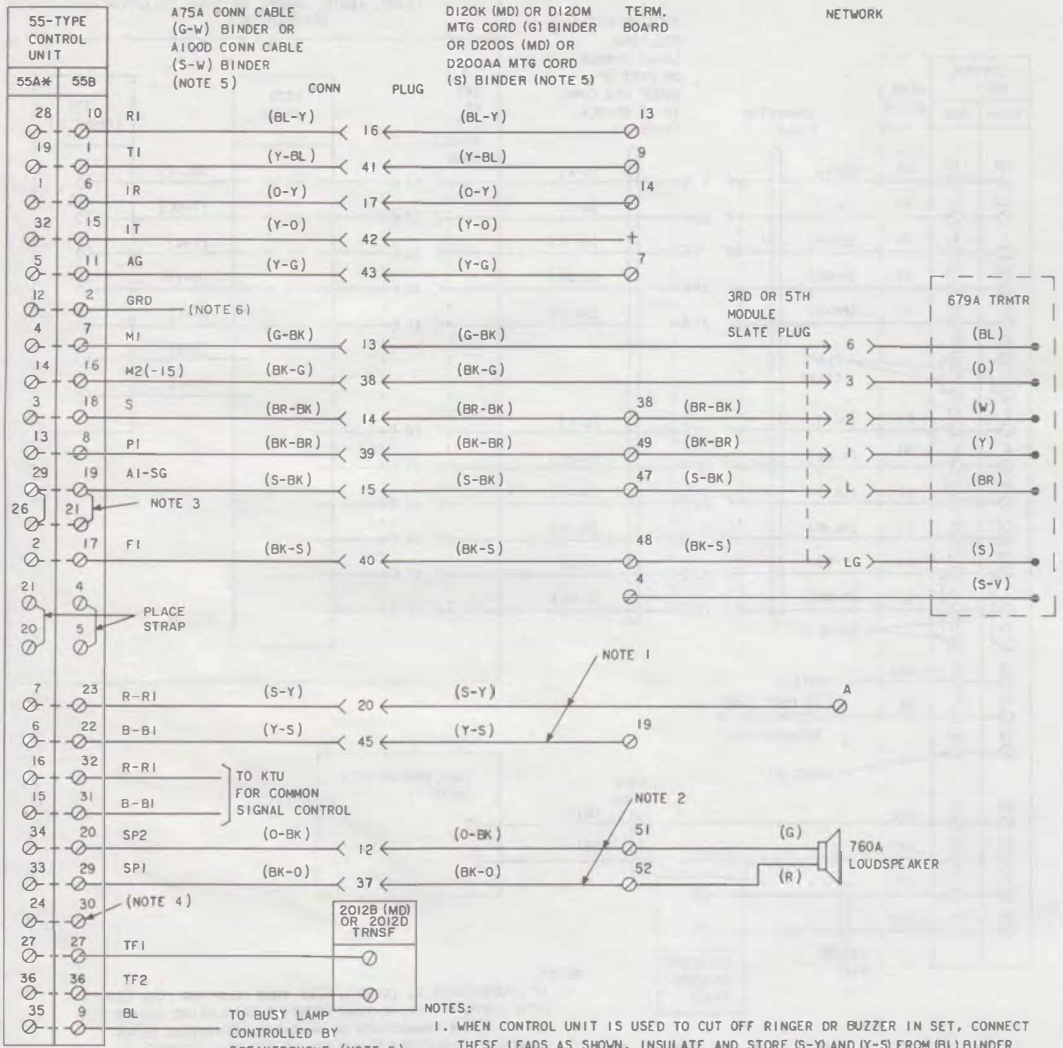 55-TYPE
CONTROL
UNIT
55A* 55B
A75A CONN CABLE
(G-W) BINDER OR
A100D CONN CABLE
(S-W) BINDER
(NOTE 5)
CONN
PLUG
D120K (MD) OR D120M
MTG CORD (G) BINDER
OR D200S (MD) OR
D200AA MTG CORD
(S) BINDER (NOTE 5)
TERM.
BOARD
NETWORK
28 10 R1 (BL-Y) 16 (BL-Y) 13
19 1 T1 (Y-BL) 41 (Y-BL) 9
1 6 1R (O-Y) 17 (O-Y) 14
32 15 1T (Y-O) 42 (Y-O) +
5 11 AG (Y-G) 43 (Y-G) 7
12 2 GRD (NOTE 6)
3RD OR 5TH
MODULE
SLATE PLUG
679A TRMTR
4 7 M1 (G-BK) 13 (G-BK) 6 (BL)
14 16 M2(-15) (BK-G) 38 (BK-G) 3 (O)
3 18 S (BR-BK) 14 (BR-BK) 38 (BR-BK) 2 (W)
13 8 P1 (BK-BR) 39 (BK-BR) 49 (BK-BR) 1 (Y)
29 19 A1-SG (S-BK) 15 (S-BK) 47 (S-BK) L (BR)
26 21 NOTE 3
2 17 F1 (BK-S) 40 (BK-S) 48 (BK-S) LG (S)
21 4 4 (S-V)
PLACE
STRAP
20 5
NOTE 1
7 23 R-R1 (S-Y) 20 (S-Y) A
6 22 B-B1 (Y-S) 45 (Y-S) 19
16 32 R-R1
15 31 B-B1
TO KTU
FOR COMMON
SIGNAL CONTROL
NOTE 2
34 20 SP2 (O-BK) 12 (O-BK) 51 (G)
33 29 SP1 (BK-O) 37 (BK-O) 52 (R)
760A
LOUDSPEAKER
24 30 (NOTE 4)
2012B (MD)
OR 2012D
TRNSF
27 27 TF1
36 36 TF2
35 9 BL
TO BUSY LAMP
CONTROLLED BY
NOTES:
1. WHEN CONTROL UNIT IS USED TO CUT OFF RINGER OR BUZZER IN SET, CONNECT
THESE LEADS AS SHOWN. INSULATE AND STORE (S-Y) AND (Y-S) FROM (BL) BINDER.